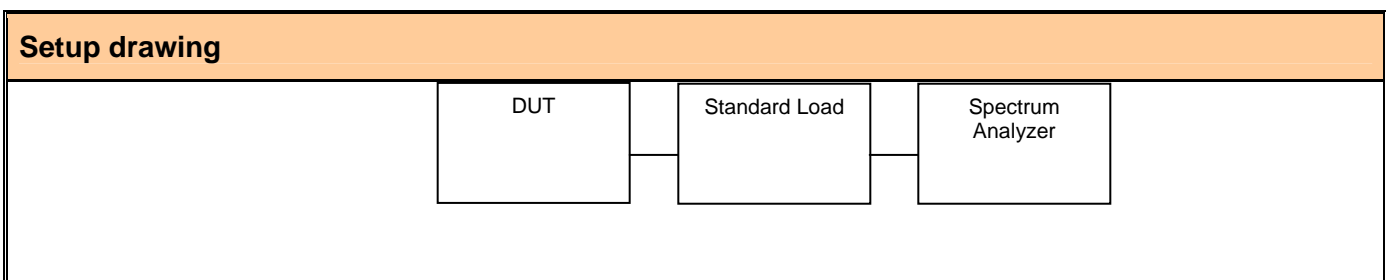 Setup drawing
DUT
Standard Load
Spectrum
Analyzer